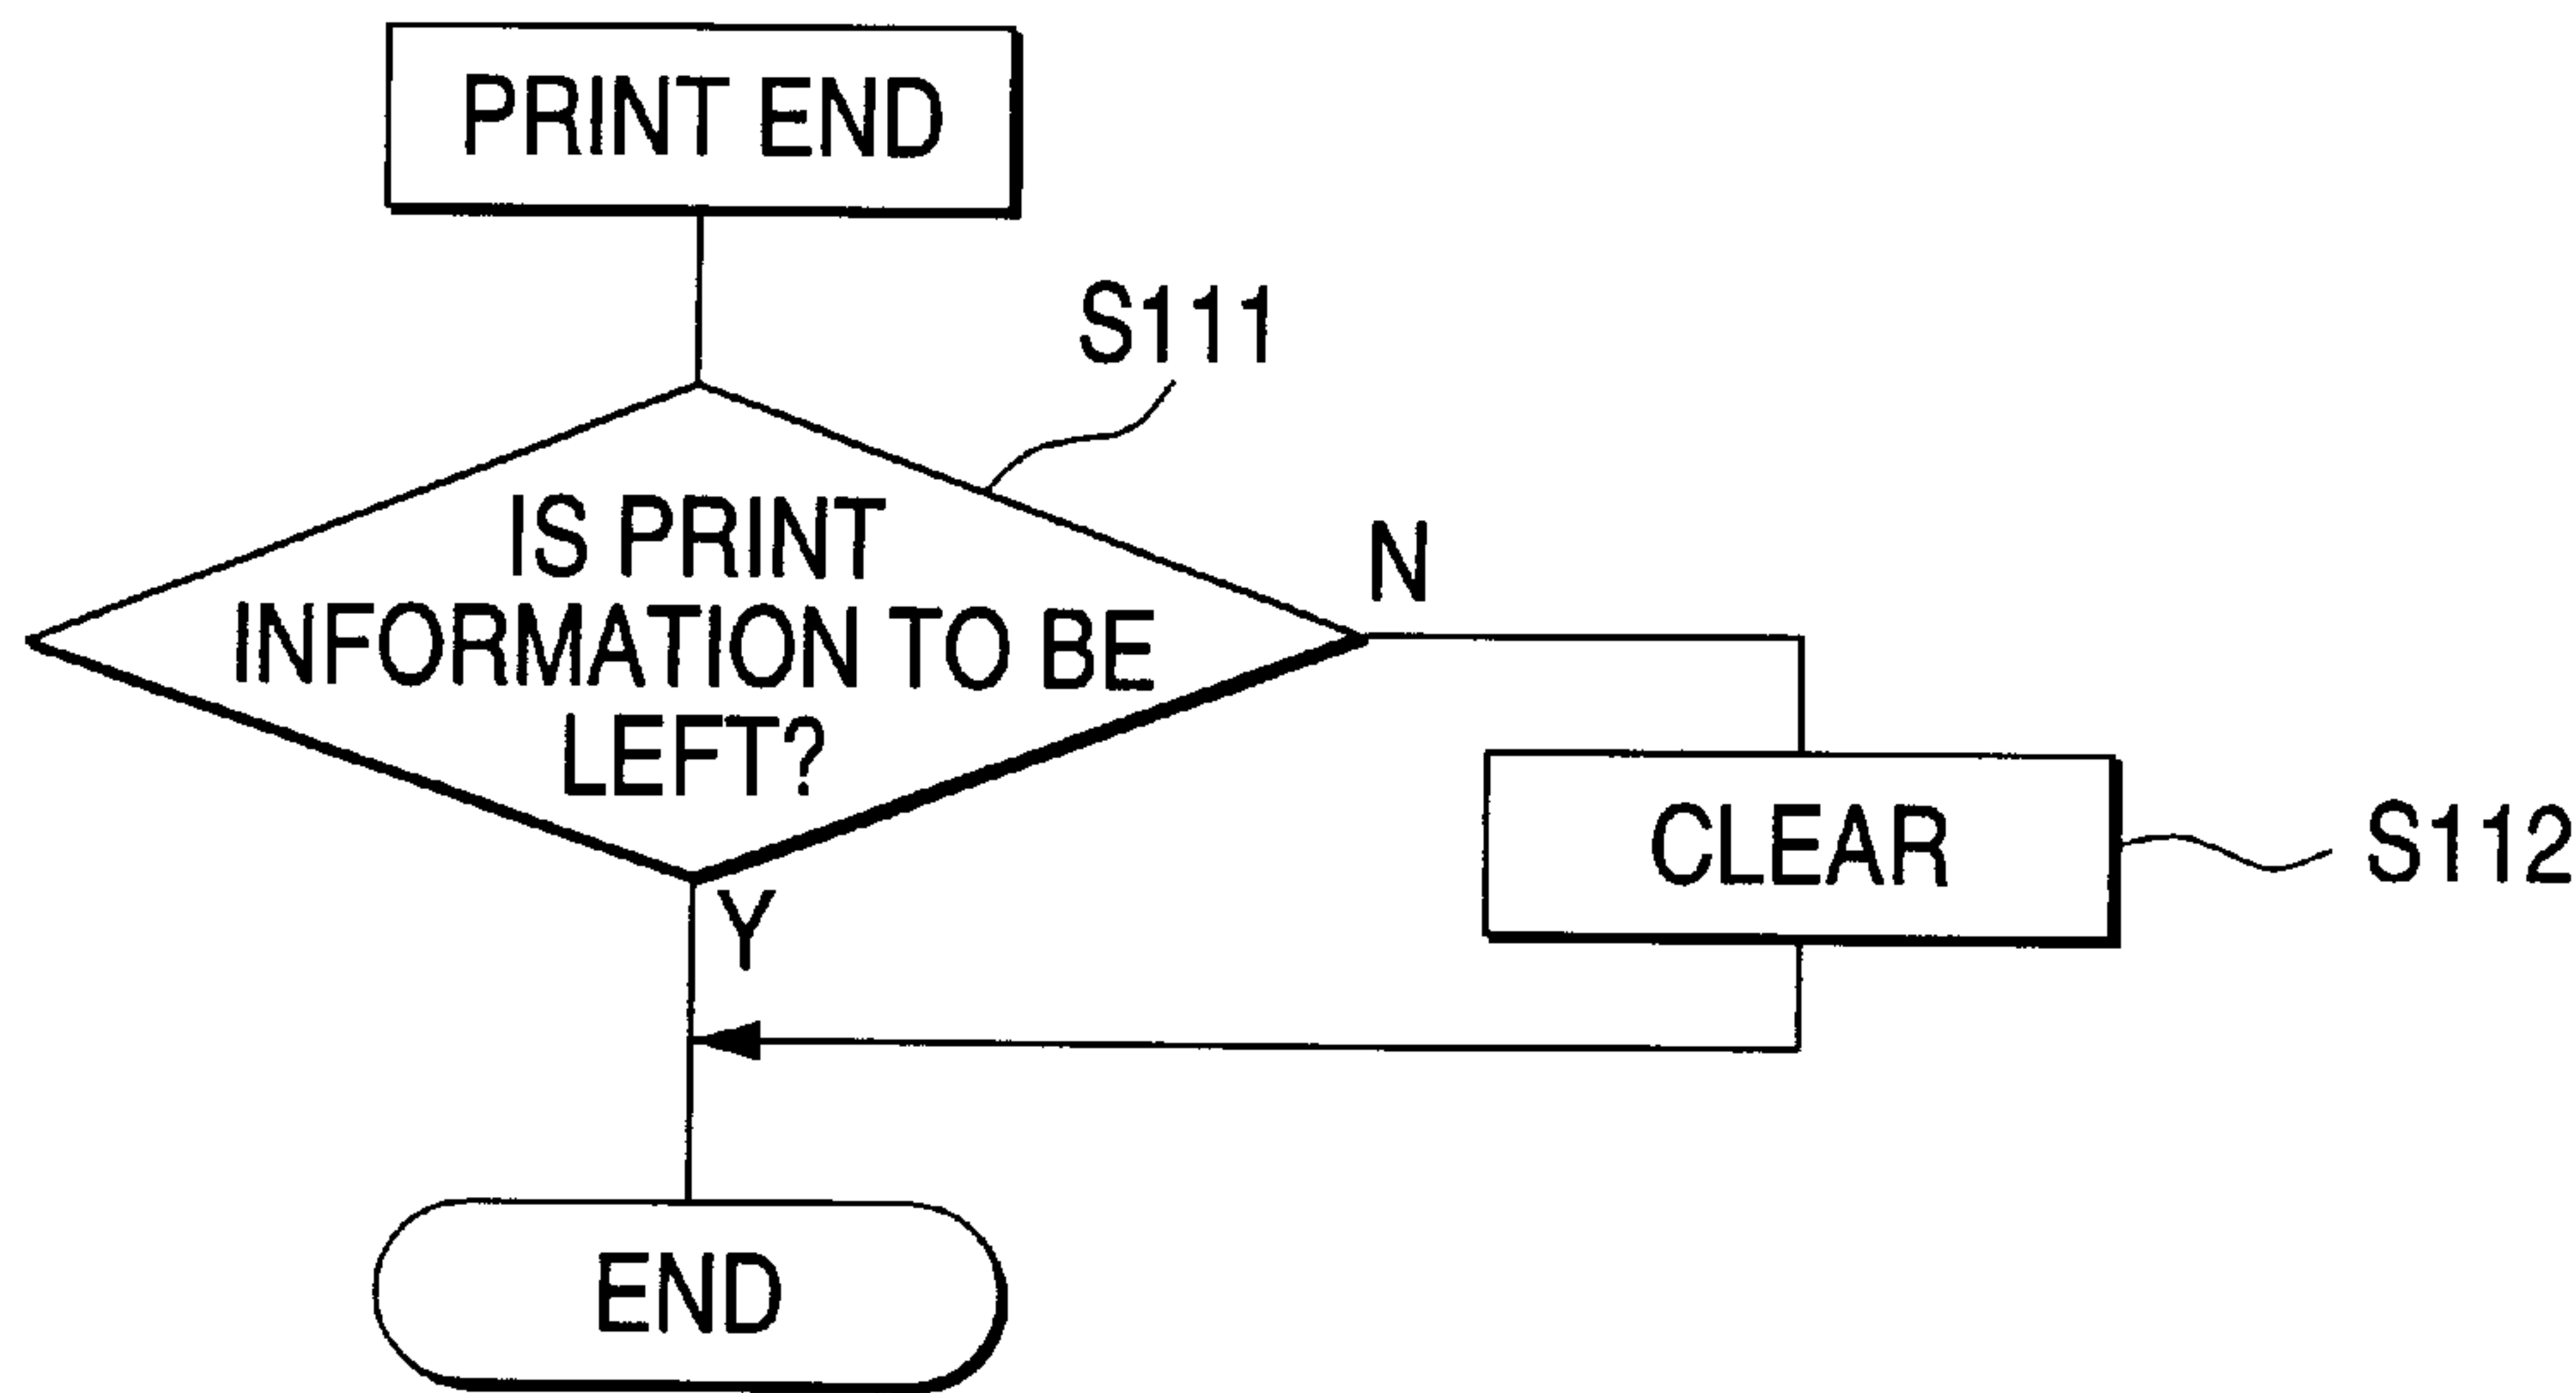 PRINT END
S111
IS PRINT
INFORMATION TO BE
LEFT?
N
CLEAR
S112
Y
END